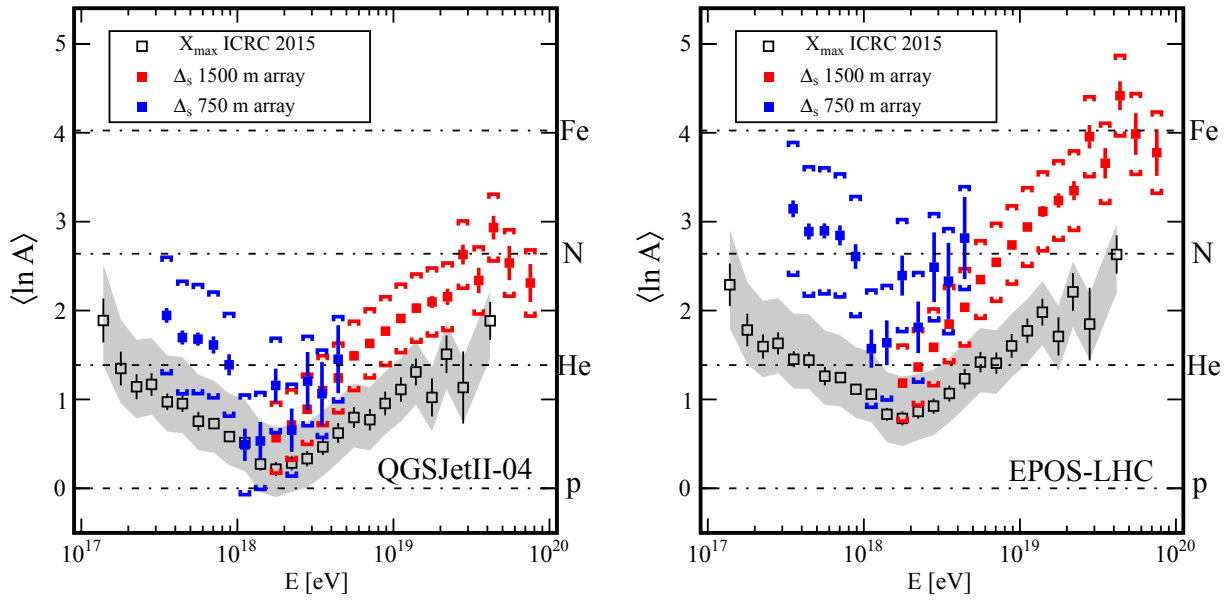 X_max ICRC 2015
Δ_s 1500 m array
Δ_s 750 m array
5
4
3
2
1
0
⟨ln A⟩
Fe
N
He
p
QGSJetII-04
10^17
10^18
10^19
10^20
E [eV]
X_max ICRC 2015
Δ_s 1500 m array
Δ_s 750 m array
5
4
3
2
1
0
⟨ln A⟩
Fe
N
He
p
EPOS-LHC
10^17
10^18
10^19
10^20
E [eV]